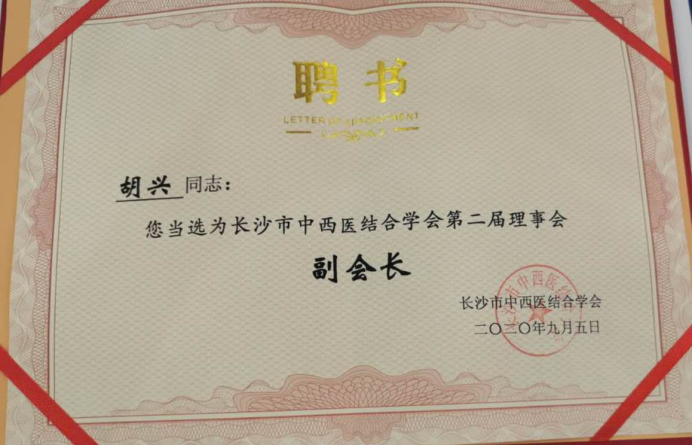 聘书
LETTER OF APPOINTMENT
胡兴 同志：
您当选为长沙市中西医结合学会第二届理事会
副会长
长沙市中西医结合学会
二〇二〇年九月五日